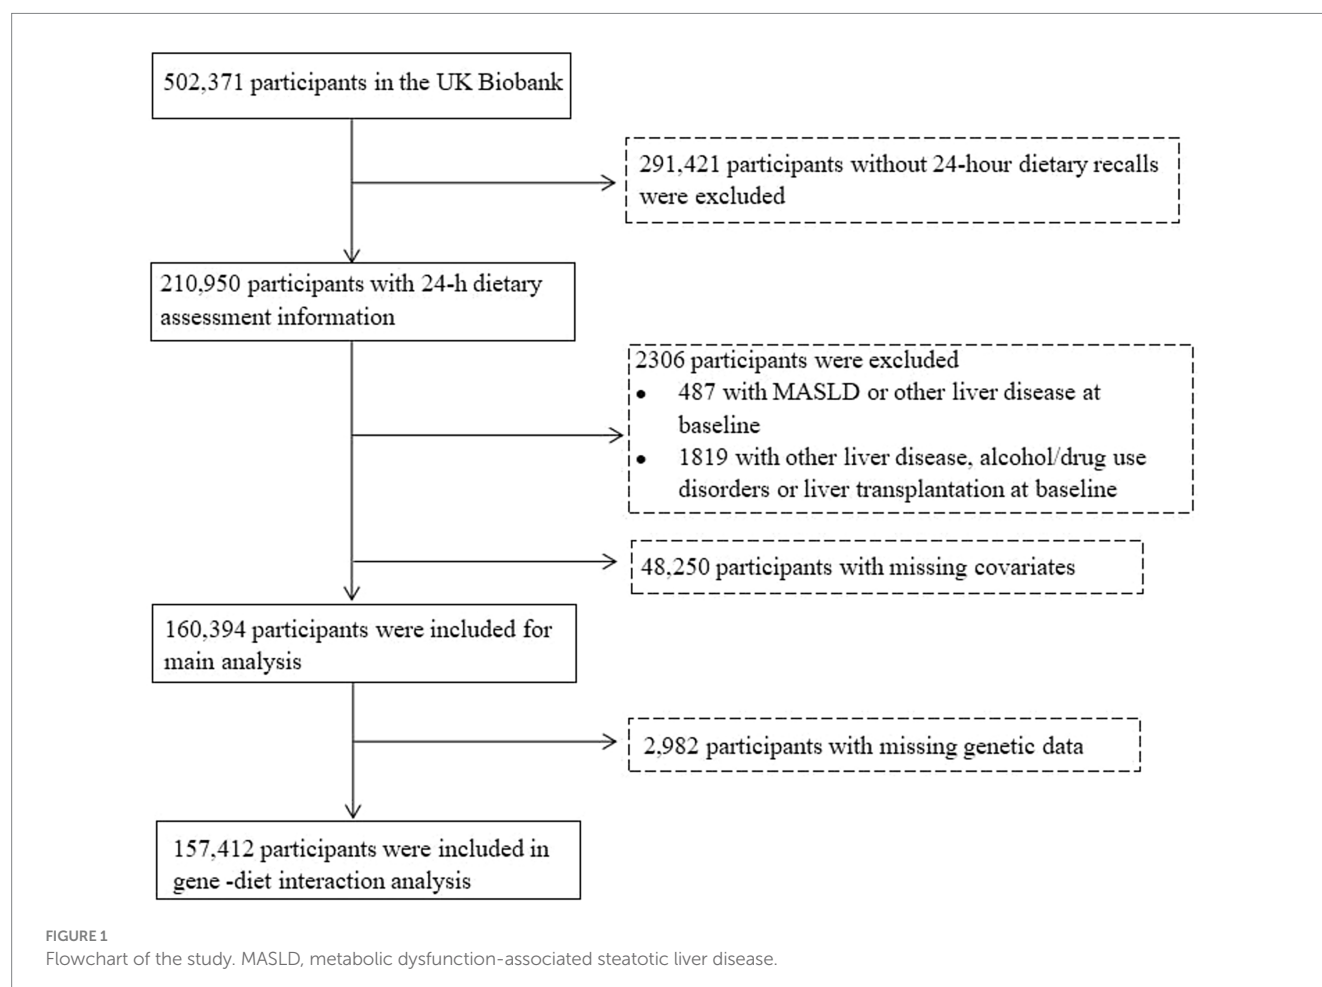 502,371 participants in the UK Biobank
291,421 participants without 24-hour dietary recalls
were excluded
210,950 participants with 24-h dietary
assessment information
2306 participants were excluded
• 487 with MASLD or other liver disease at
baseline
• 1819 with other liver disease, alcohol/drug use
disorders or liver transplantation at baseline
48,250 participants with missing covariates
160,394 participants were included for
main analysis
2,982 participants with missing genetic data
157,412 participants were included in
gene -diet interaction analysis
FIGURE 1
Flowchart of the study. MASLD, metabolic dysfunction-associated steatotic liver disease.